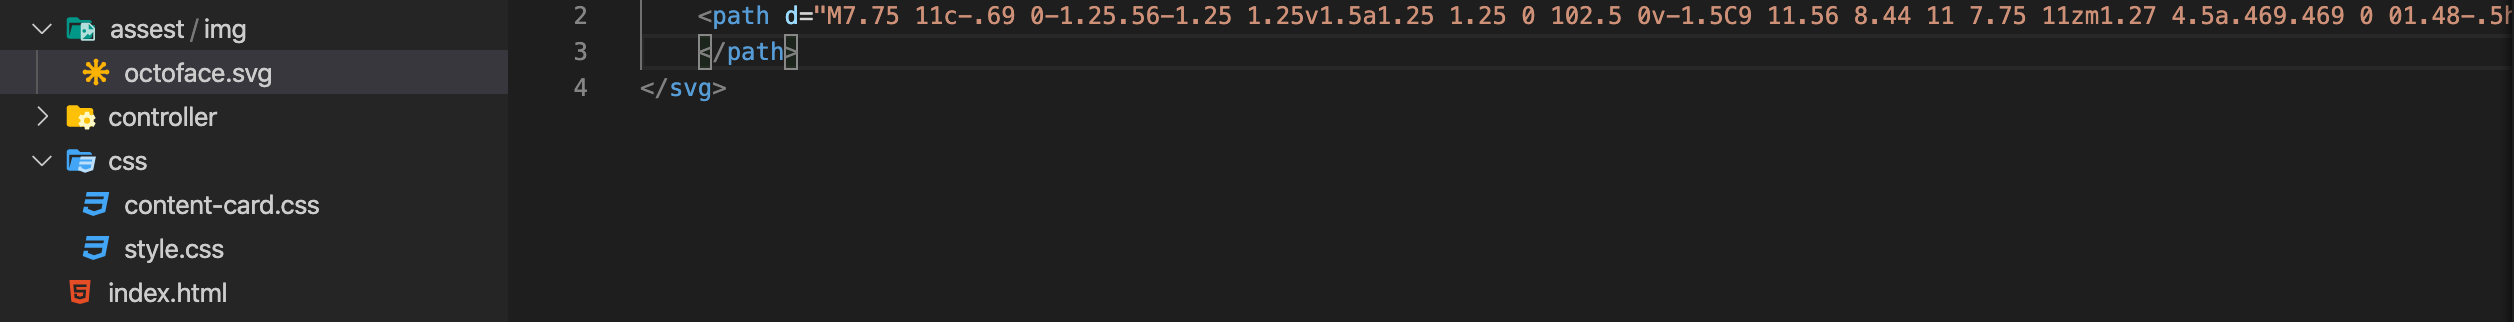 assest / img
octoface.svg
controller
css
content-card.css
style.css
index.html
2 <path d="M7.75 11c-.69 0-1.25.56-1.25 1.25v1.5a1.25 1.25 0 102.5 0v-1.5C9 11.56 8.44 11 7.75 11zm1.27 4.5a.469.469 0 01.48-.5h
3 </path>
4 </svg>